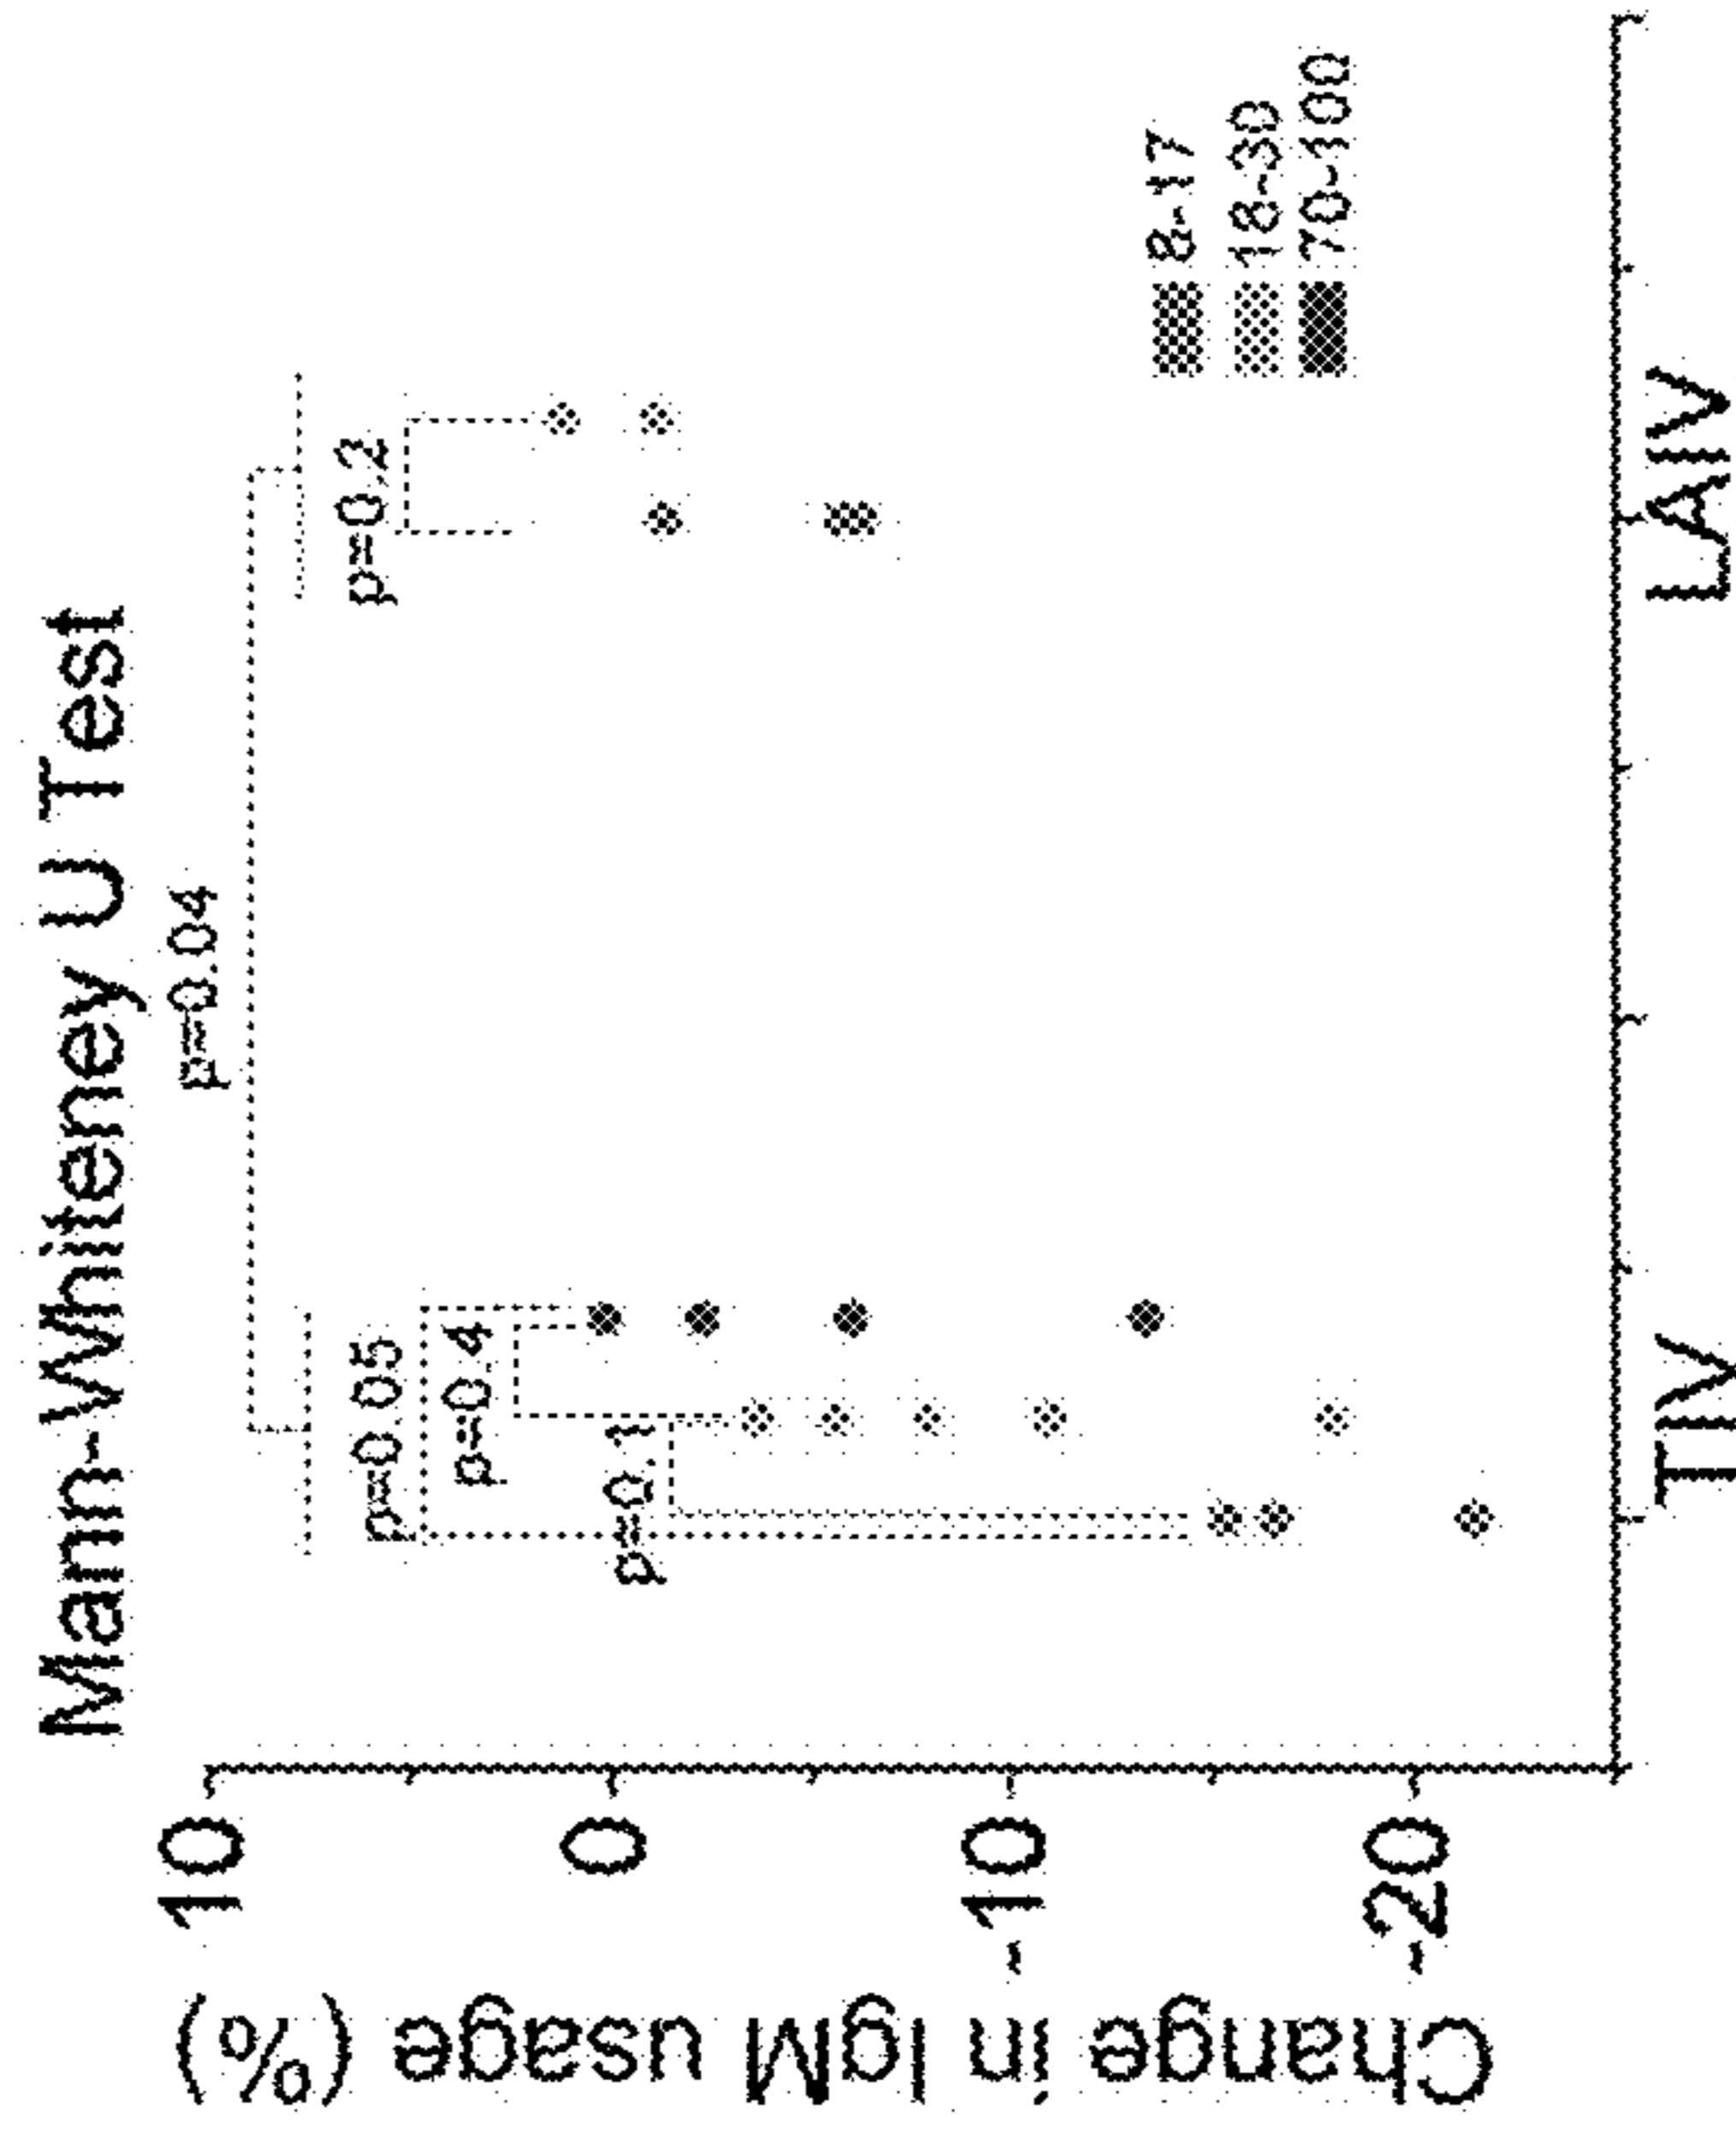 Mann-Whiteney U Test
p=0.04
p=0.05
p=0.4
p=0.1
p=0.2
10
0
-10
-20
Change in IgM usage (%)
8-17
18-30
70-100
TIV
LAIV